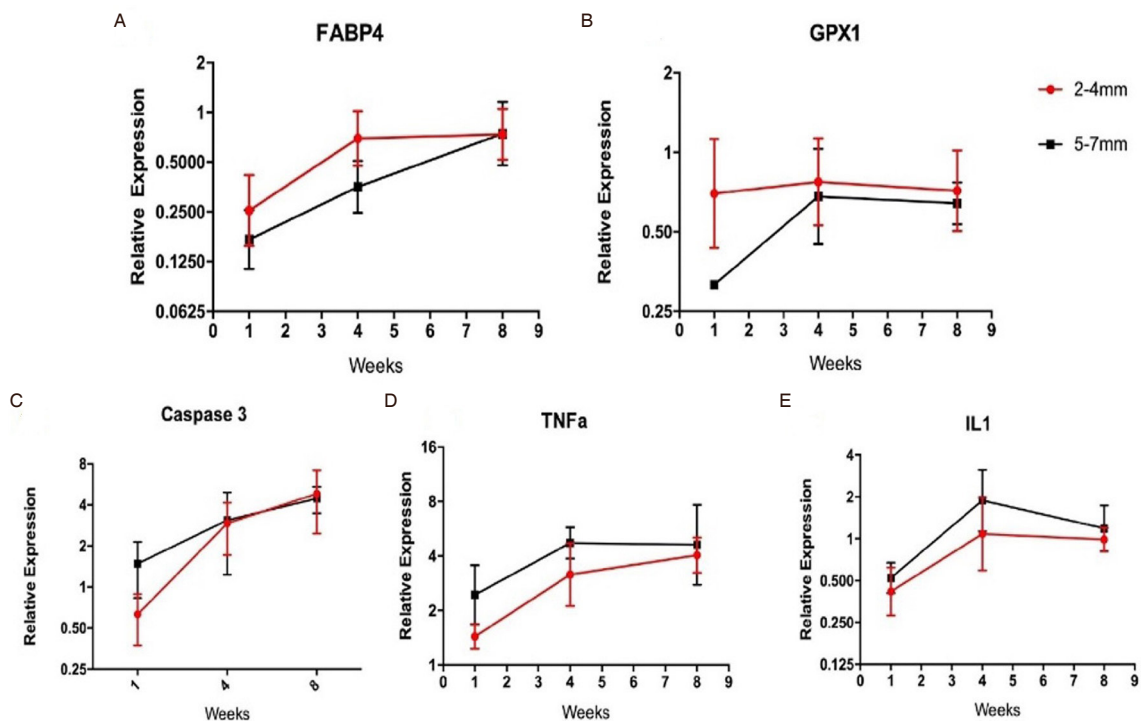 A
FABP4
Relative Expression
2
1
0.5000
0.2500
0.1250
0.0625
0 1 2 3 4 5 6 7 8 9
Weeks
B
GPX1
Relative Expression
2
1
0.50
0.25
0 1 2 3 4 5 6 7 8 9
Weeks
2-4mm
5-7mm
C
Caspase 3
Relative Expression
8
4
2
1
0.50
0.25
1 4 8
Weeks
D
TNFa
Relative Expression
16
4
2
1
0 1 2 3 4 5 6 7 8 9
Weeks
E
IL1
Relative Expression
4
2
1
0.500
0.250
0.125
0 1 2 3 4 5 6 7 8 9
Weeks